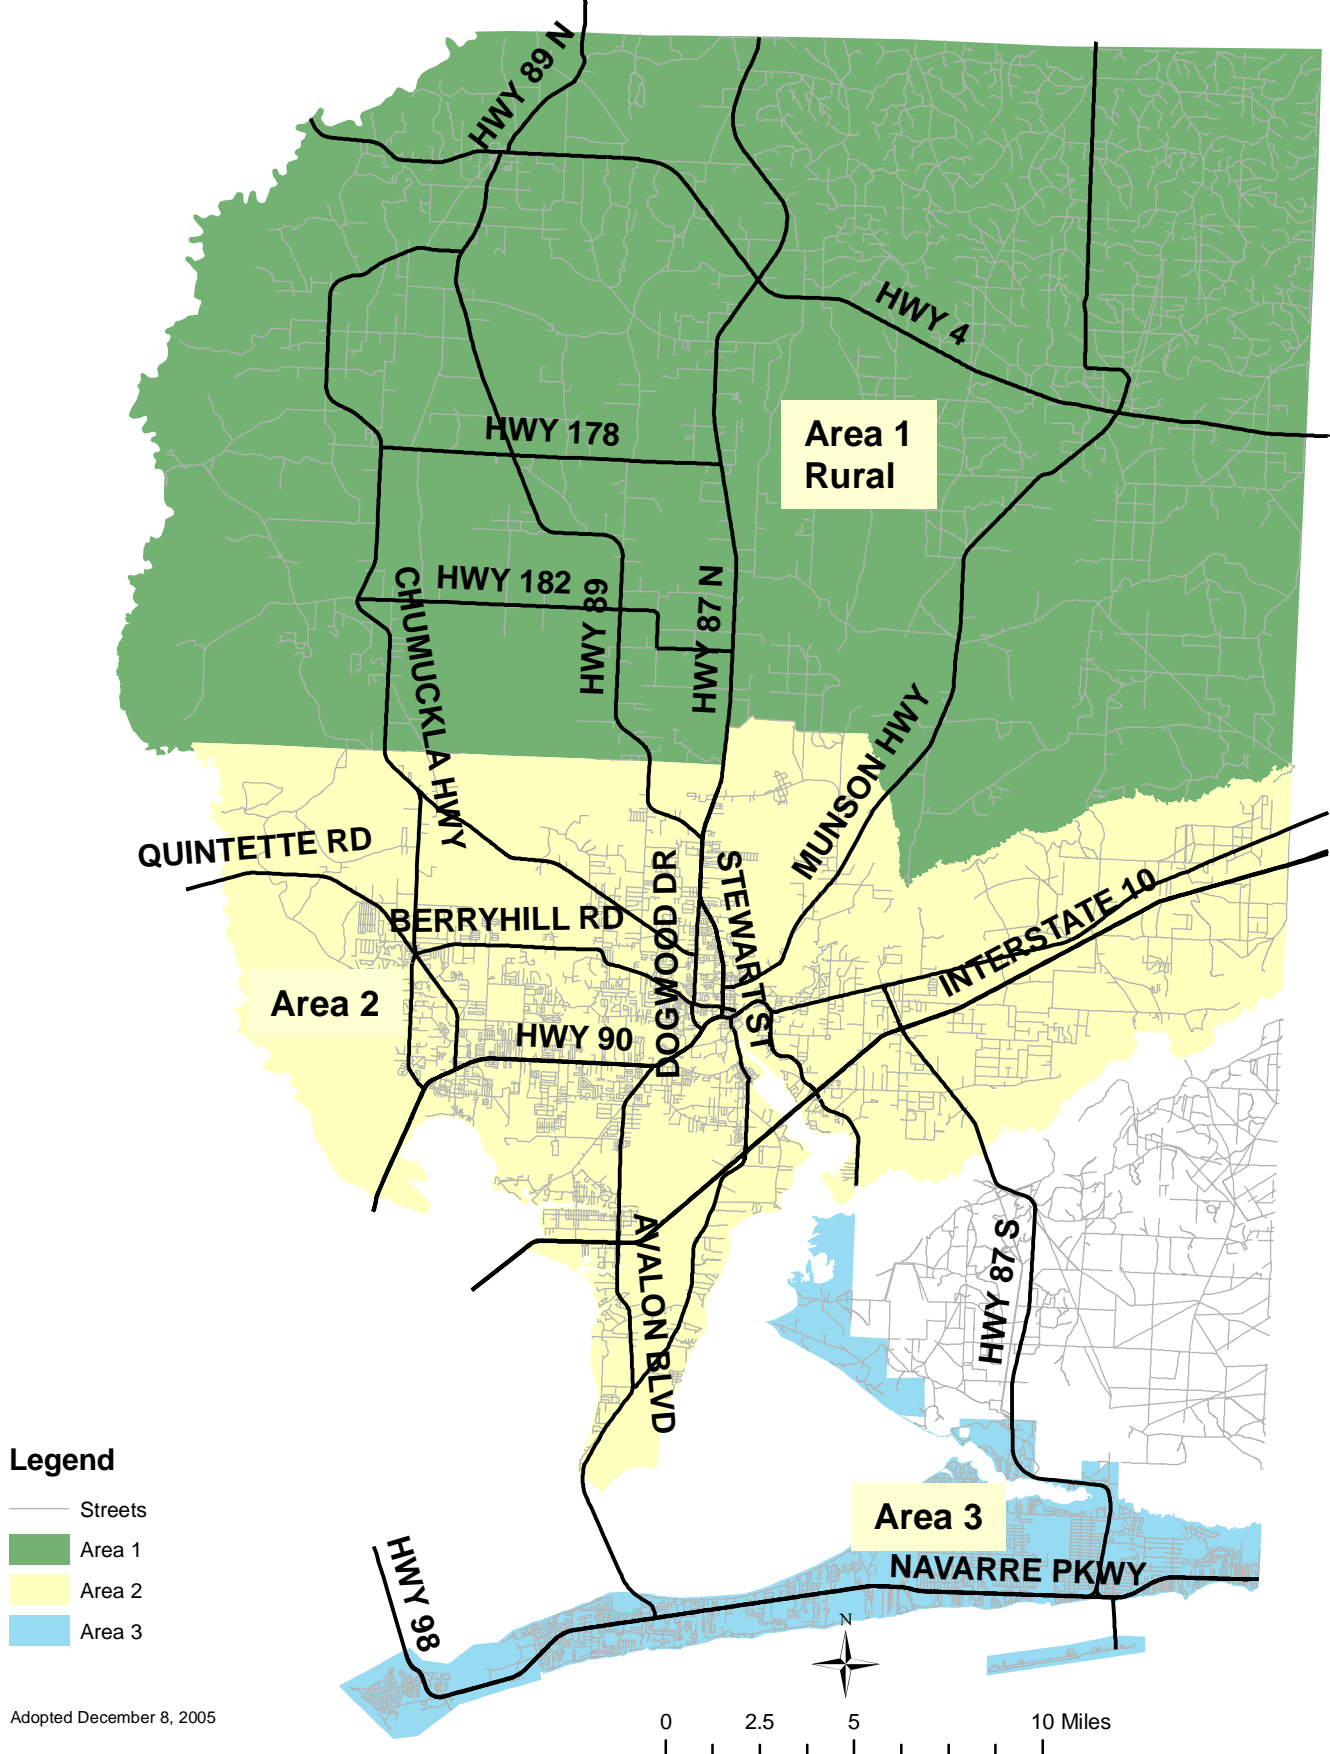 HWY 89 N
HWY 4
Area 1
Rural
HWY 178
HWY 182
HWY 89
HWY 87 N
CHUMUCKLA HWY
MUNSON HWY
QUINTETTE RD
BERRYHILL RD
DOGWOOD DR
STEWART ST
INTERSTATE 10
Area 2
HWY 90
AVALON BLVD
HWY 87 S
Area 3
NAVARRE PKWY
HWY 98
N
Legend
Streets
Area 1
Area 2
Area 3
Adopted December 8, 2005
0 2.5 5 10 Miles